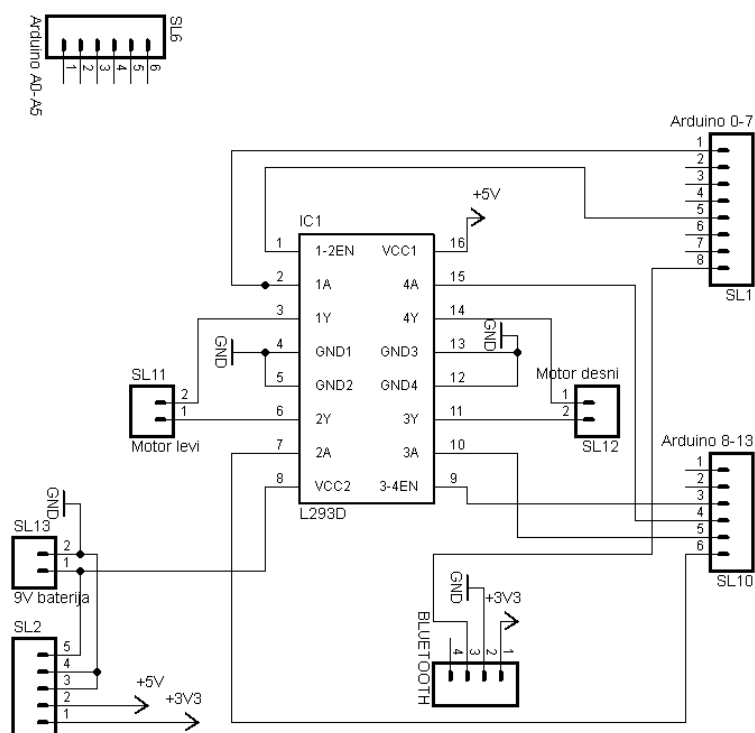 SL6
Arduino A0-A5
1 2 3 4 5 6
Arduino 0-7
1
2
3
4
5
6
7
8
SL1
+5V
IC1
1 1-2EN VCC1 16
2 1A 4A 15
3 1Y 4Y 14
4 GND1 GND3 13
5 GND2 GND4 12
6 2Y 3Y 11
7 2A 3A 10
8 VCC2 3-4EN 9
L293D
GND
GND
SL11
2
1
Motor levi
Motor desni
1
2
SL12
Arduino 8-13
1
2
3
4
5
6
SL10
GND
SL13
2
1
9V baterija
SL2
5
4
3
2
1
+5V
+3V3
GND
+3V3
BLUETOOTH
4 3 2 1